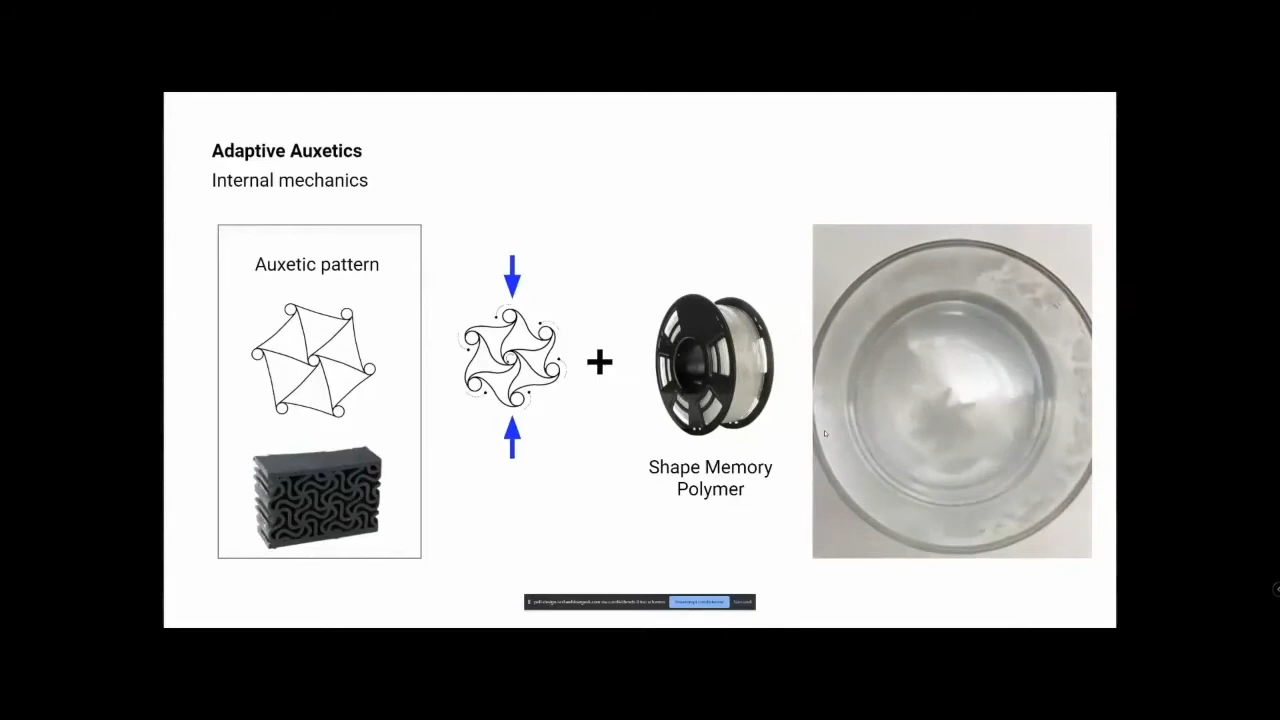 Adaptive Auxetics
Internal mechanics
Auxetic pattern
+
Shape Memory
Polymer